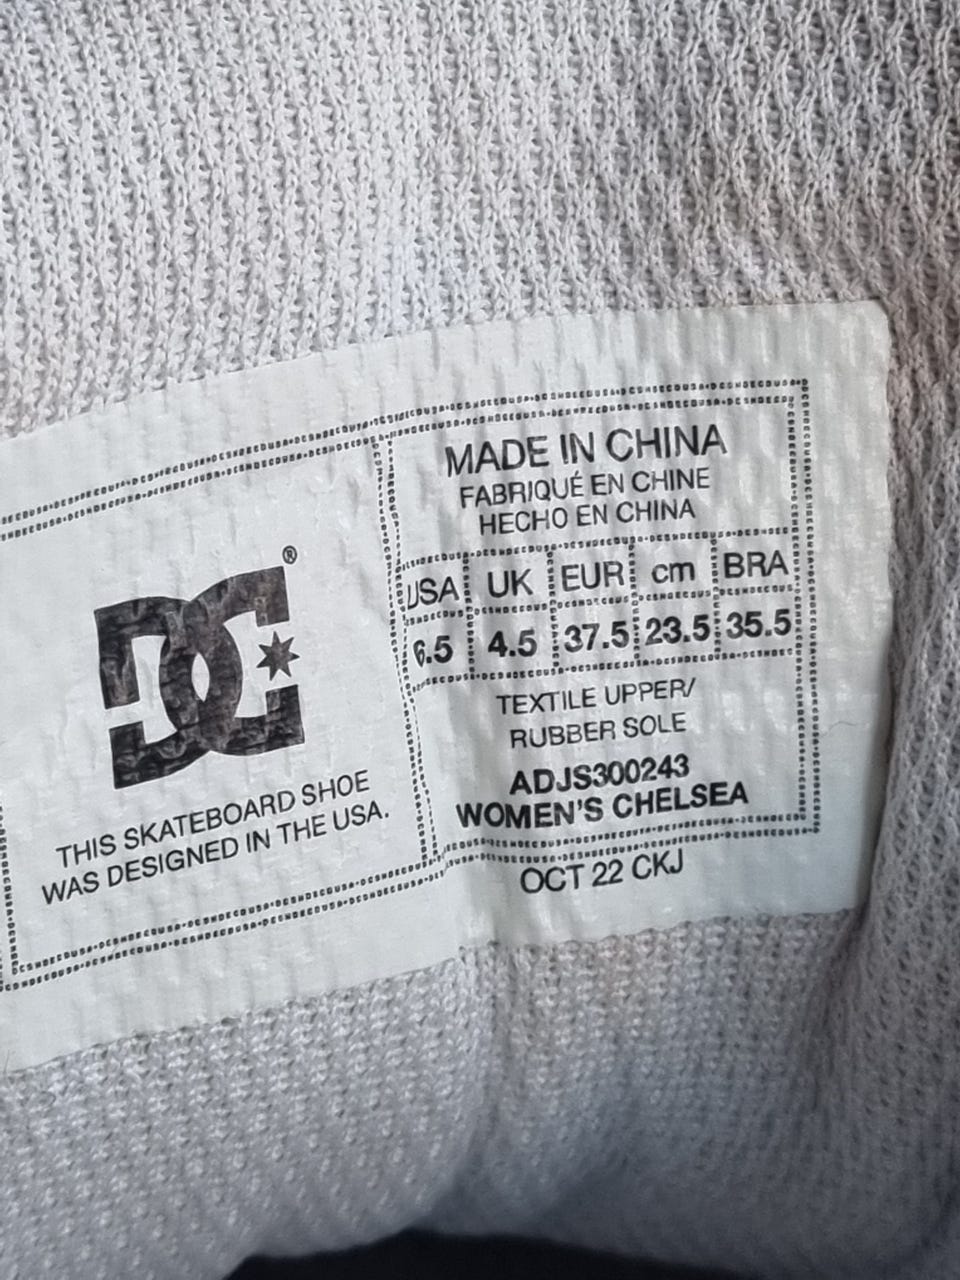 DC®
THIS SKATEBOARD SHOE
WAS DESIGNED IN THE USA.
MADE IN CHINA
FABRIQUÉ EN CHINE
HECHO EN CHINA
USA UK EUR cm BRA
6.5 4.5 37.5 23.5 35.5
TEXTILE UPPER/
RUBBER SOLE
ADJS300243
WOMEN'S CHELSEA
OCT 22 CKJ